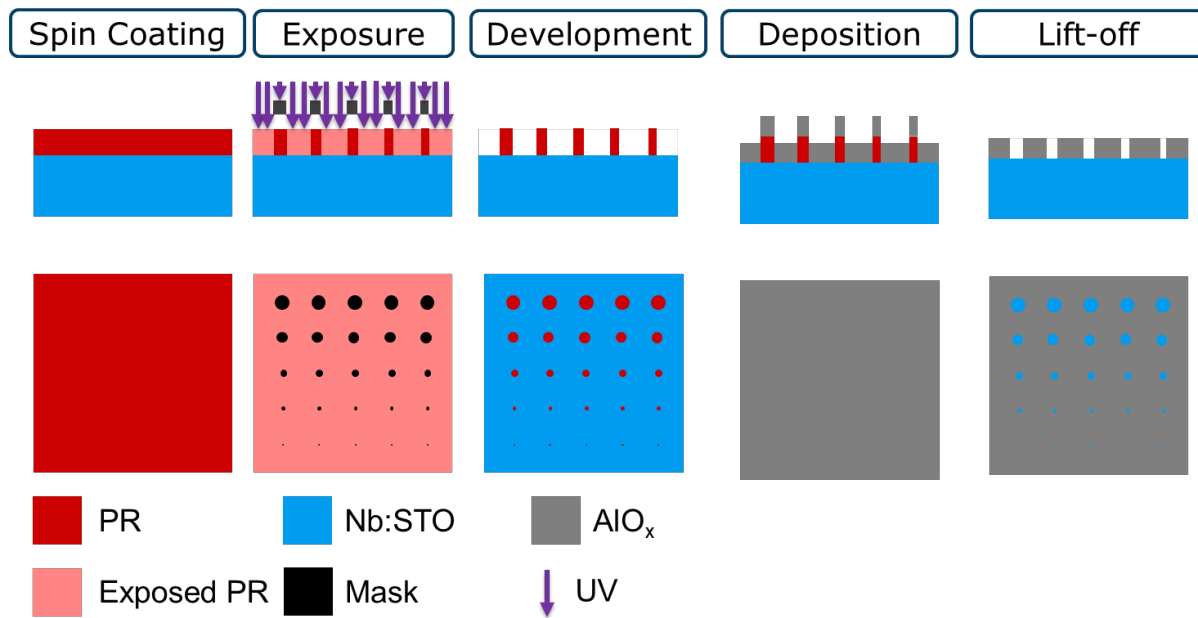 Spin Coating
Exposure
Development
Deposition
Lift-off
PR
Nb:STO
AlOₓ
Exposed PR
Mask
UV